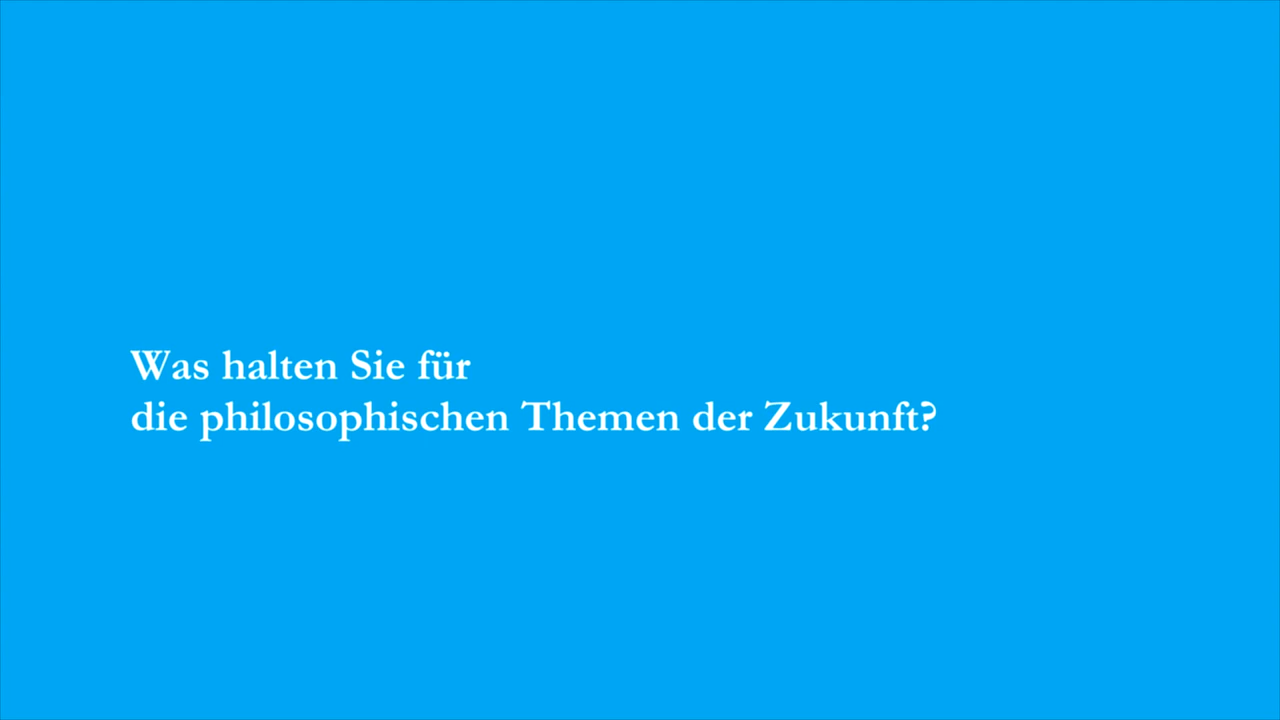 Was halten Sie für
die philosophischen Themen der Zukunft?